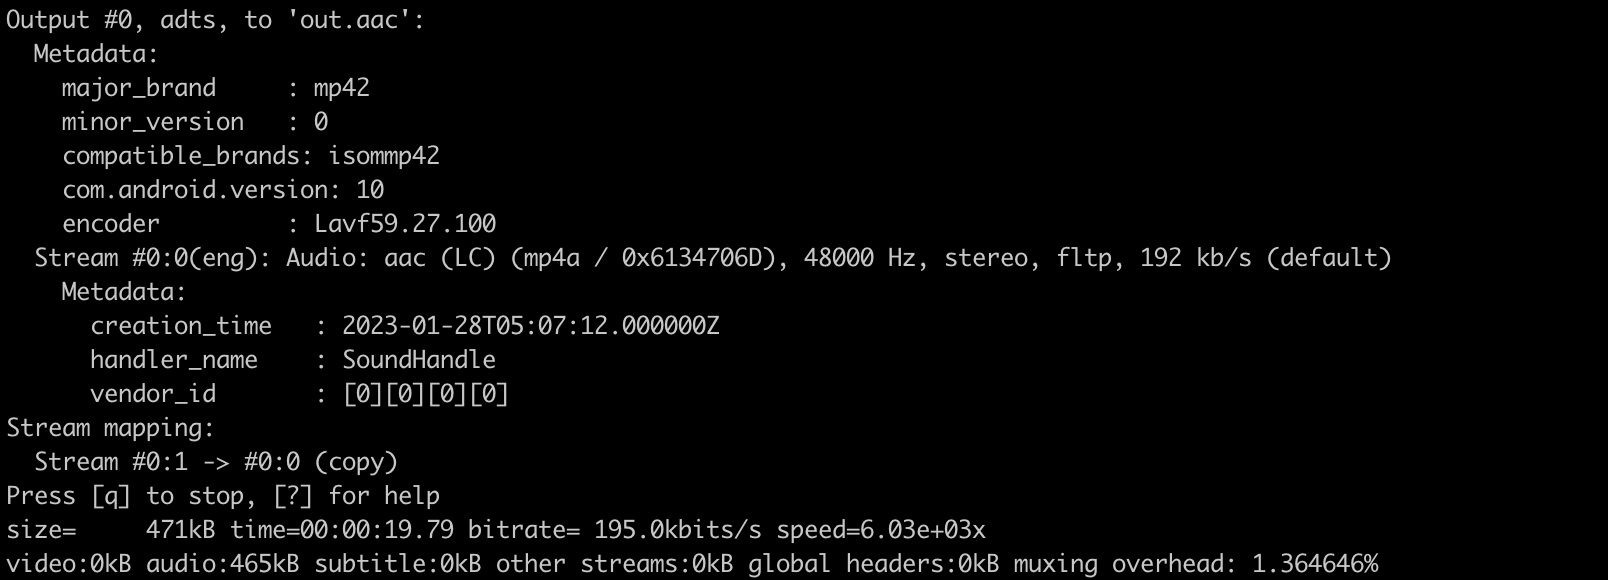 Output #0, adts, to 'out.aac':
  Metadata:
    major_brand     : mp42
    minor_version   : 0
    compatible_brands: isommp42
    com.android.version: 10
    encoder         : Lavf59.27.100
  Stream #0:0(eng): Audio: aac (LC) (mp4a / 0x6134706D), 48000 Hz, stereo, fltp, 192 kb/s (default)
    Metadata:
      creation_time   : 2023-01-28T05:07:12.000000Z
      handler_name    : SoundHandle
      vendor_id       : [0][0][0][0]
Stream mapping:
  Stream #0:1 -> #0:0 (copy)
Press [q] to stop, [?] for help
size=     471kB time=00:00:19.79 bitrate= 195.0kbits/s speed=6.03e+03x
video:0kB audio:465kB subtitle:0kB other streams:0kB global headers:0kB muxing overhead: 1.364646%